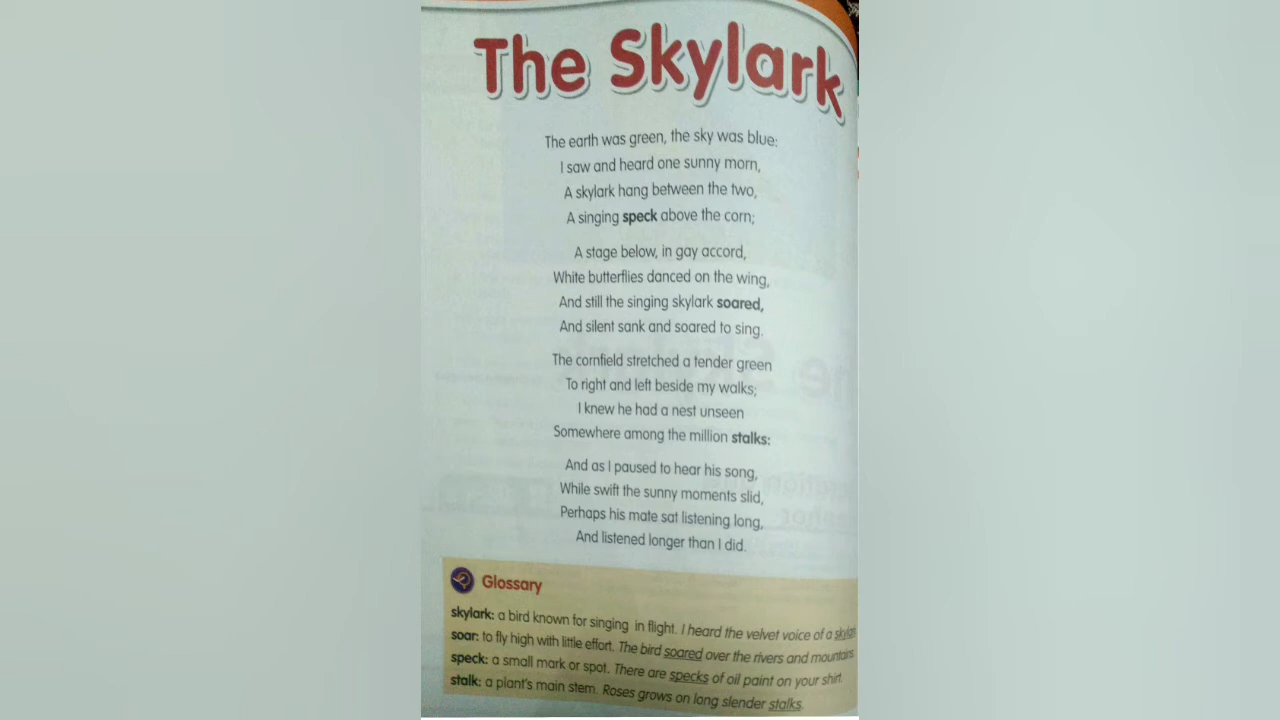 The Skylark
The earth was green, the sky was blue:
I saw and heard one sunny morn,
A skylark hang between the two,
A singing speck above the corn;
A stage below, in gay accord,
White butterflies danced on the wing,
And still the singing skylark soared,
And silent sank and soared to sing.
The cornfield stretched a tender green
To right and left beside my walks;
I knew he had a nest unseen
Somewhere among the million stalks:
And as I paused to hear his song,
While swift the sunny moments slid,
Perhaps his mate sat listening long,
And listened longer than I did.
Glossary
skylark: a bird known for singing in flight. I heard the velvet voice of a
soar: to fly high with little effort. The bird soared over the rivers and mountains.
speck: a small mark or spot. There are specks of oil paint on your shirt.
stalk: a plant's main stem. Roses grows on long slender stalks.